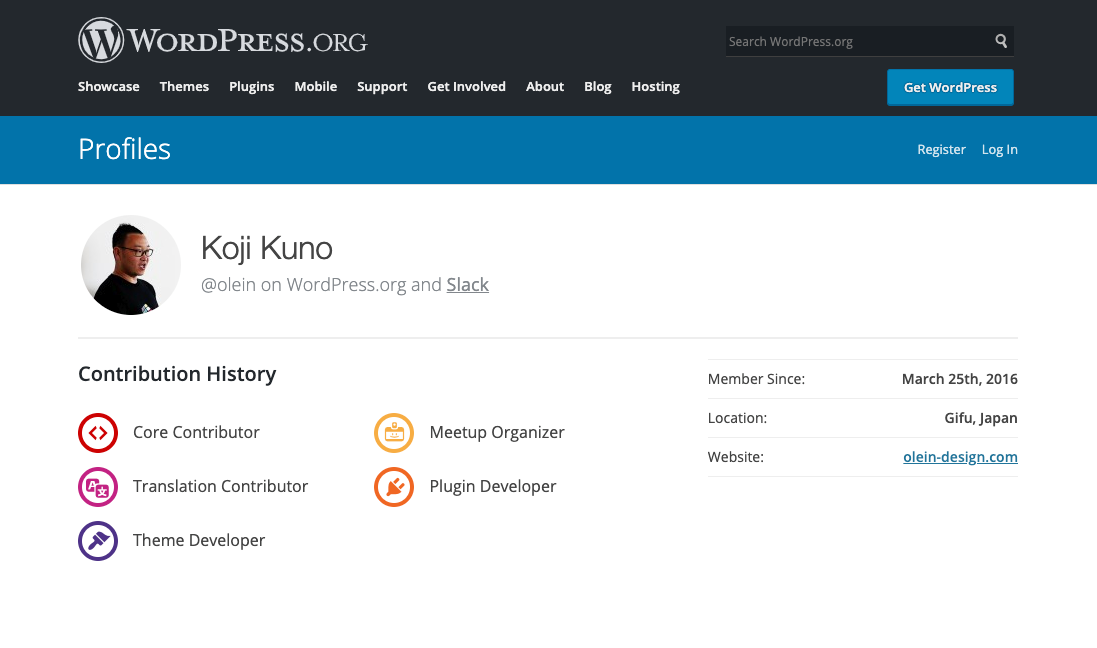 WORDPRESS.ORG
Search WordPress.org
Showcase Themes Plugins Mobile Support Get Involved About Blog Hosting
Get WordPress
Profiles
Register Log In
Koji Kuno
@olein on WordPress.org and Slack
Contribution History
Core Contributor
Meetup Organizer
Translation Contributor
Plugin Developer
Theme Developer
Member Since: March 25th, 2016
Location: Gifu, Japan
Website: olein-design.com